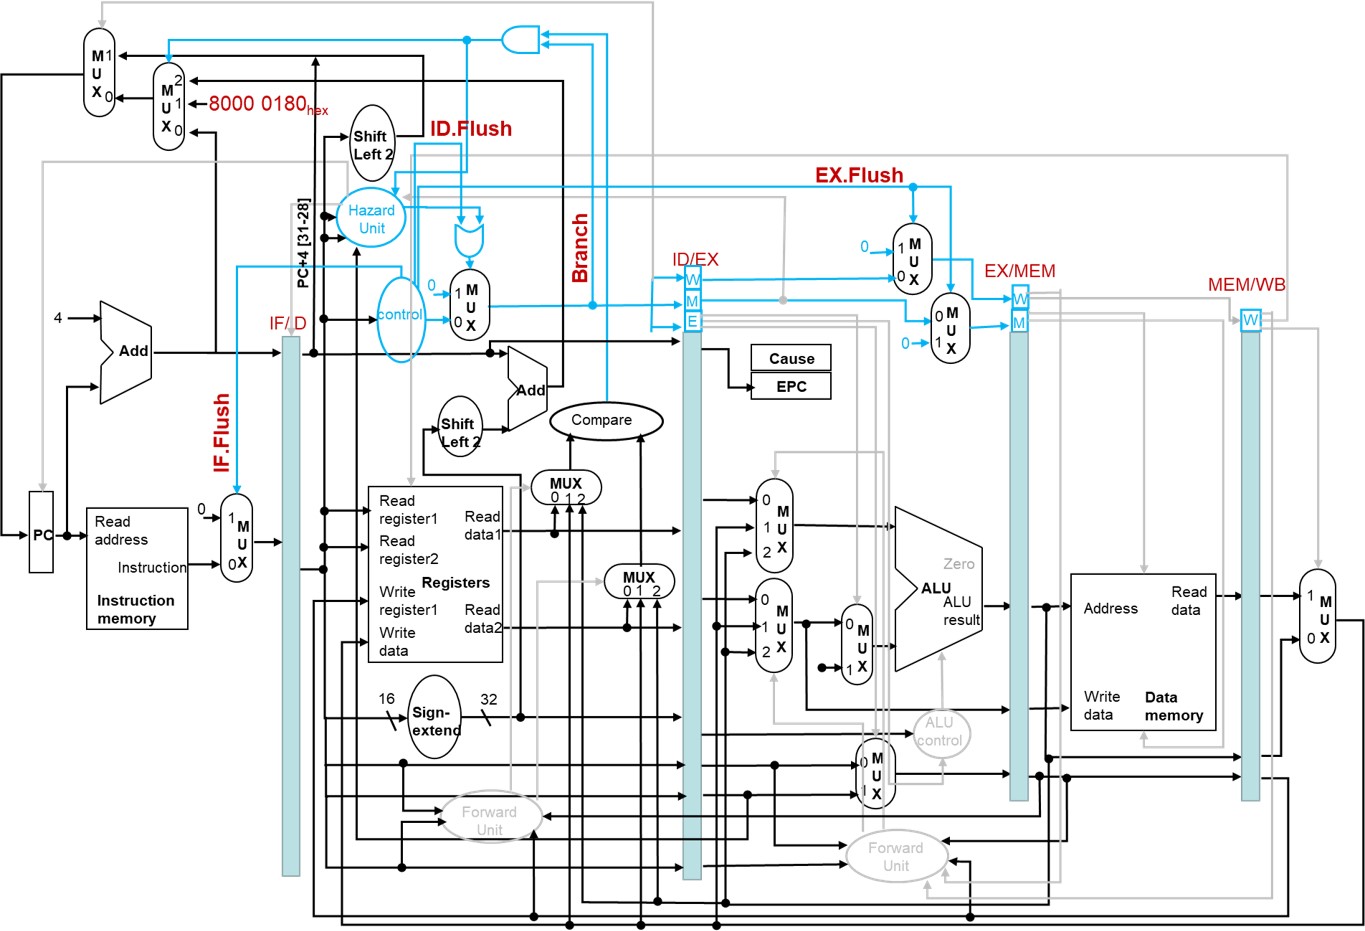 M 1
U
X 0
M 2
U 1
X 0
8000 0180hex
Shift
Left 2
ID.Flush
EX.Flush
PC+4 [31-28]
Hazard
Unit
Branch
0
1 M
U
0 X
ID/EX
W
M
E
0
1 M
U
0 X
EX/MEM
W
M
MEM/WB
W
control
0
0 M
U
1 X
4
Add
IF/ID
Add
Cause
EPC
IF.Flush
Shift
Left 2
Compare
MUX
0 1 2
0
1 M
U
0 X
PC
Read
address
Instruction
Instruction
memory
Read
register1
Read
data1
Read
register2
Registers
Write
register1
Read
data2
Write
data
MUX
0 1 2
0 M
1 U
2 X
0 M
1 U
2 X
0 M
U
1 X
Zero
ALU
ALU
result
Address
Read
data
Write
data
Data
memory
1 M
U
0 X
16
Sign-
extend
32
ALU
control
0 M
U
1 X
Forward
Unit
Forward
Unit